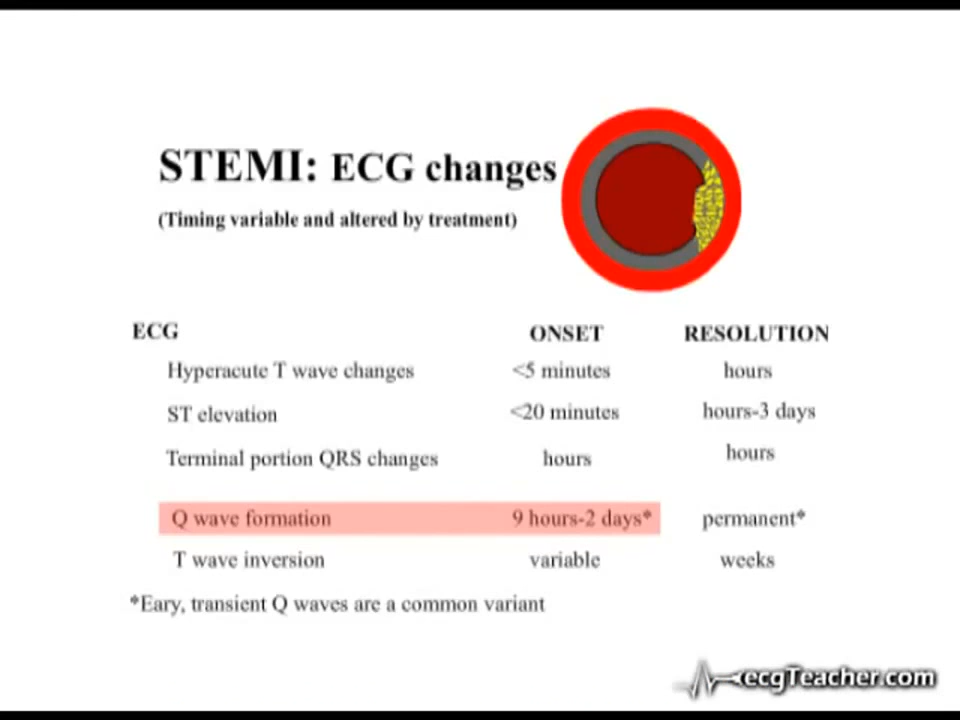 STEMI: ECG changes
(Timing variable and altered by treatment)
ECG ONSET RESOLUTION
Hyperacute T wave changes <5 minutes hours
ST elevation <20 minutes hours-3 days
Terminal portion QRS changes hours hours
Q wave formation 9 hours-2 days* permanent*
T wave inversion variable weeks
*Eary, transient Q waves are a common variant
ecgTeacher.com